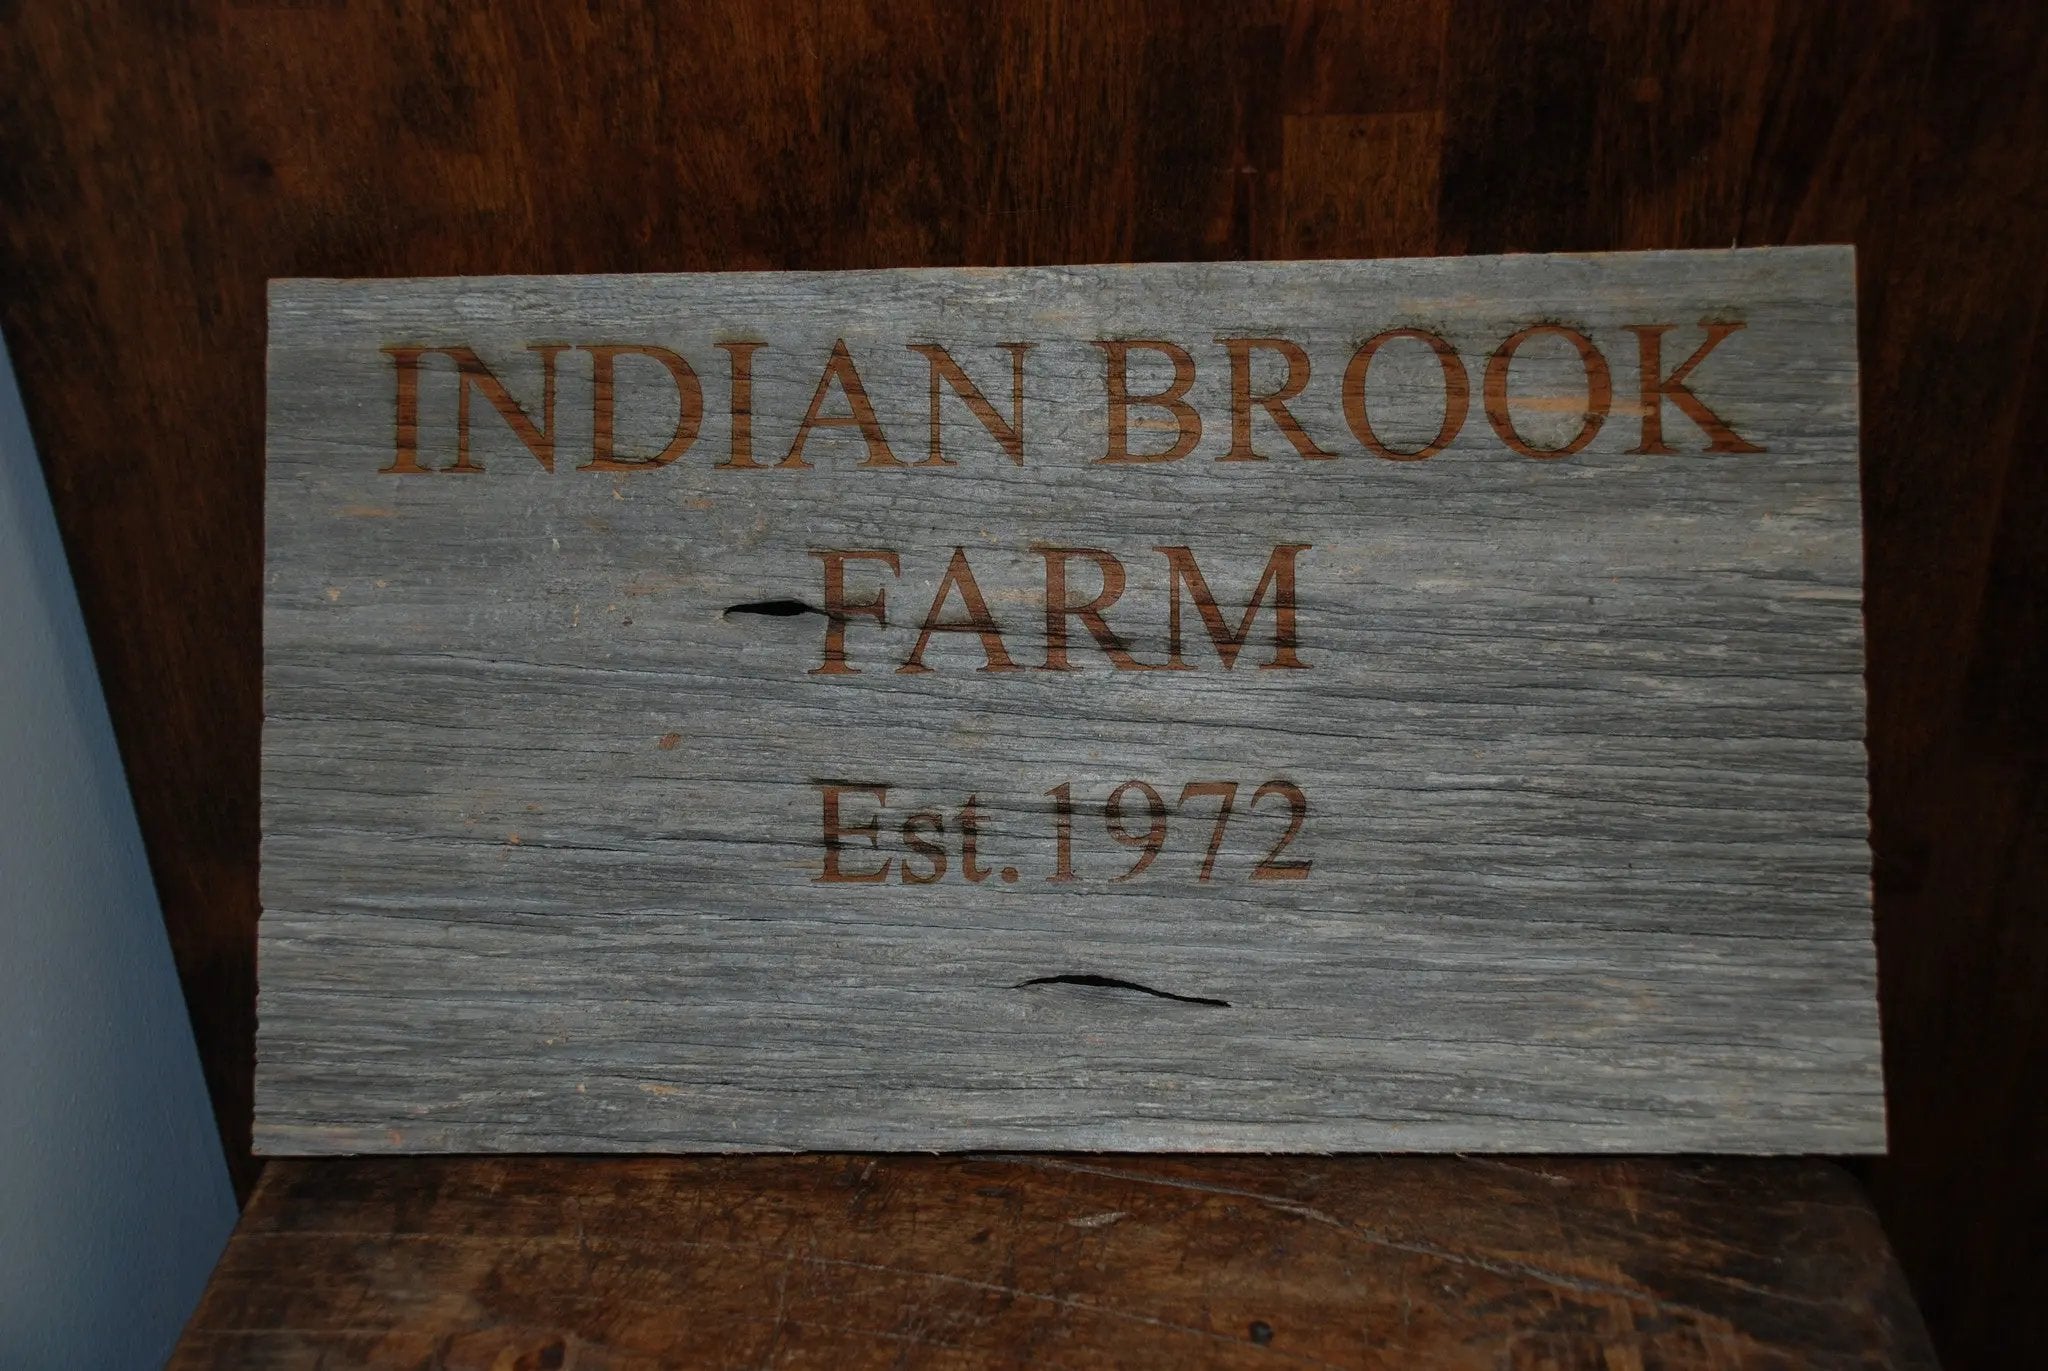 INDIAN BROOK
FARM
Est. 1972